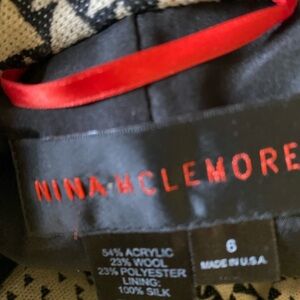 NINA MCLEMORE
54% ACRYLIC
23% WOOL
23% POLYESTER
LINING:
100% SILK
6
MADE IN U.S.A.